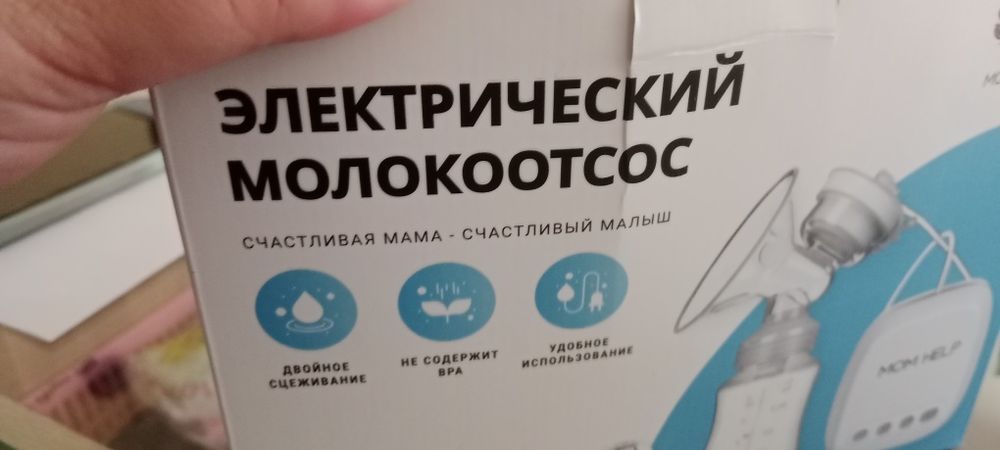 ЭЛЕКТРИЧЕСКИЙ
МОЛОКООТСОС
СЧАСТЛИВАЯ МАМА - СЧАСТЛИВЫЙ МАЛЫШ
ДВОЙНОЕ
СЦЕЖИВАНИЕ
НЕ СОДЕРЖИТ
BPA
УДОБНОЕ
ИСПОЛЬЗОВАНИЕ
MOM HELP